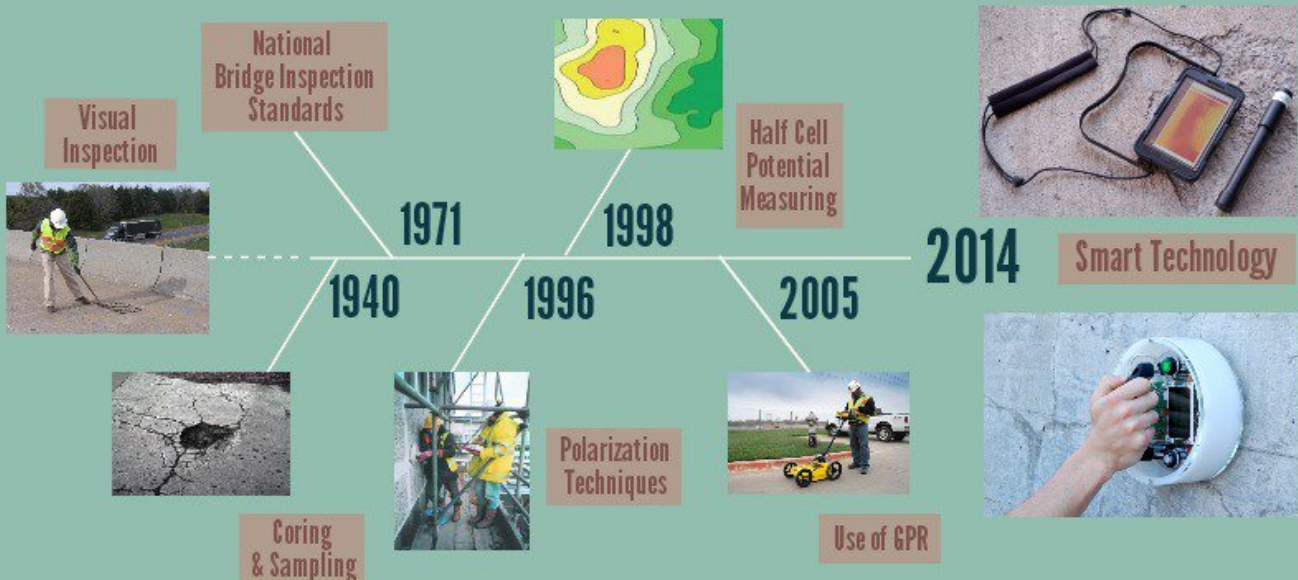 National
Bridge Inspection
Standards
Visual
Inspection
Half Cell
Potential
Measuring
1971
1998
2014
Smart Technology
1940
1996
2005
Polarization
Techniques
Coring
& Sampling
Use of GPR